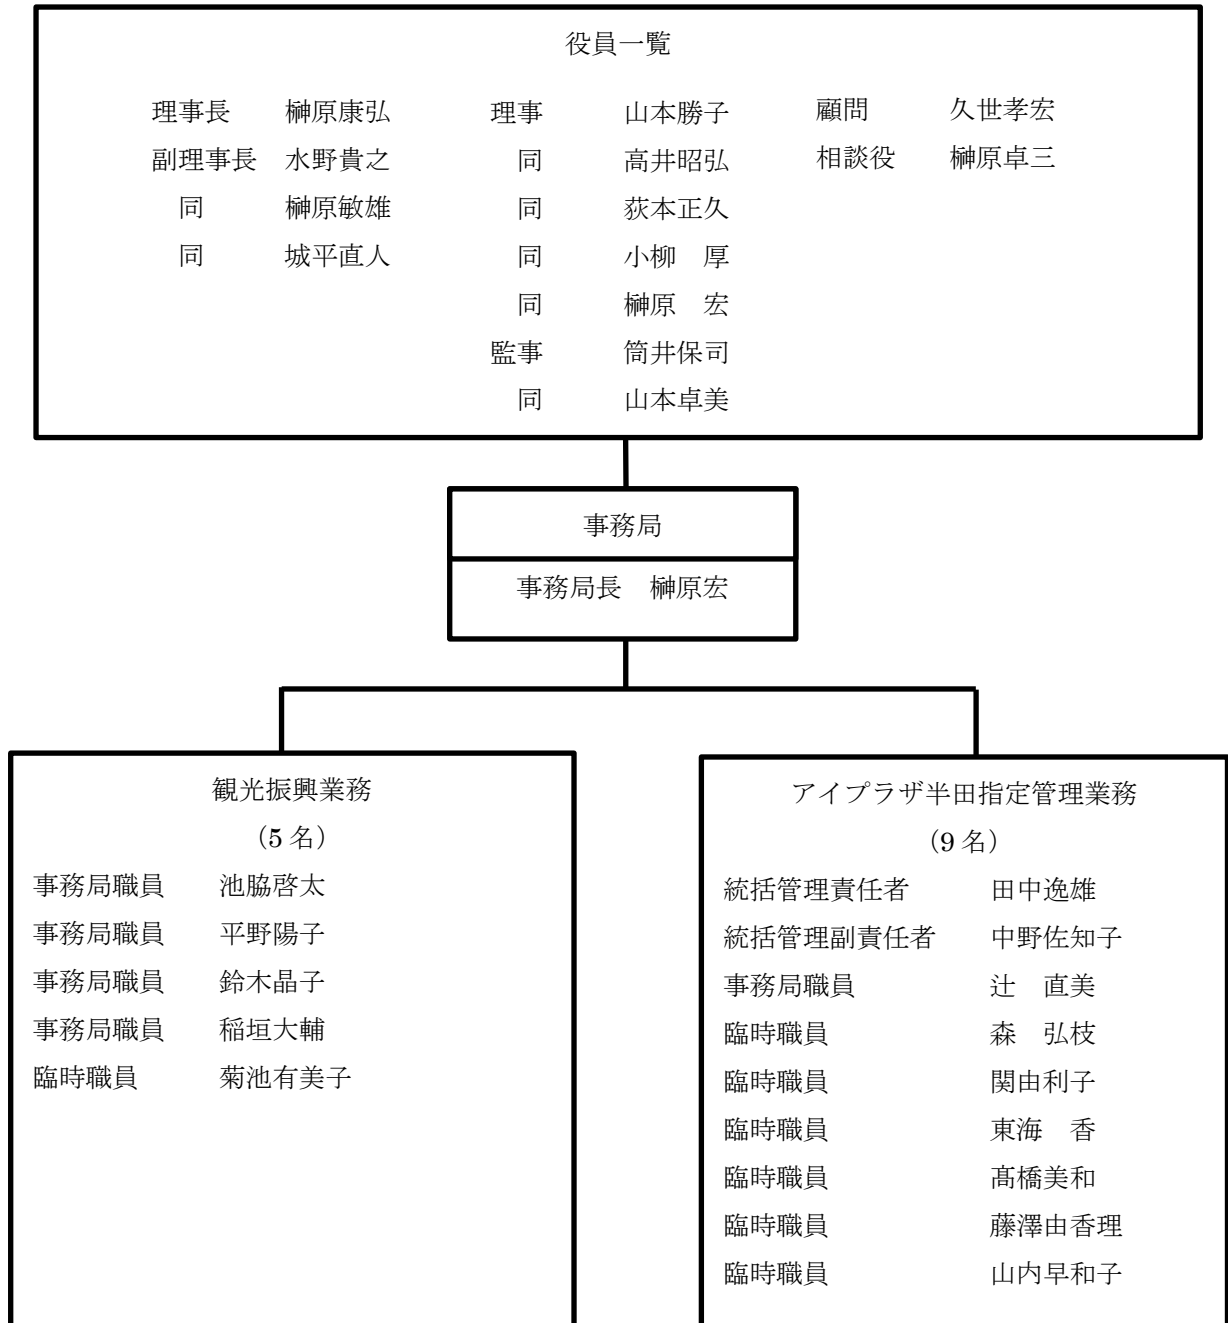 役員一覧
理事長　榊原康弘　理事　山本勝子　顧問　久世孝宏
副理事長　水野貴之　同　高井昭弘　相談役　榊原卓三
同　榊原敏雄　同　荻本正久
同　城平直人　同　小柳　厚
同　榊原　宏
監事　筒井保司
同　山本卓美
事務局
事務局長　榊原宏
観光振興業務
（5 名）
事務局職員　池脇啓太
事務局職員　平野陽子
事務局職員　鈴木晶子
事務局職員　稲垣大輔
臨時職員　菊池有美子
アイプラザ半田指定管理業務
（9 名）
統括管理責任者　田中逸雄
統括管理副責任者　中野佐知子
事務局職員　辻　直美
臨時職員　森　弘枝
臨時職員　関由利子
臨時職員　東海　香
臨時職員　髙橋美和
臨時職員　藤澤由香理
臨時職員　山内早和子